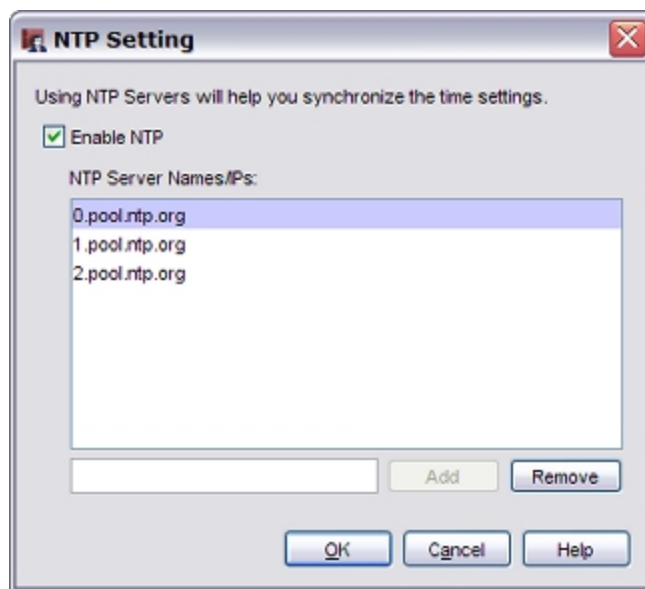 NTP Setting
Using NTP Servers will help you synchronize the time settings.
Enable NTP
NTP Server Names/IPs:
0.pool.ntp.org
1.pool.ntp.org
2.pool.ntp.org
Add Remove
OK Cancel Help